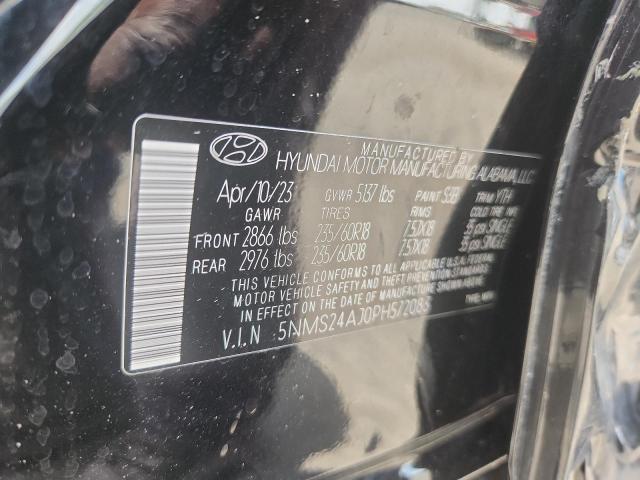 MANUFACTURED BY
HYUNDAI MOTOR MANUFACTURING ALABAMA, LLC
Apr/10/23 GVWR 5137 lbs PAINT TRIM
GAWR TIRES RIMS COLD TIRE
FRONT 2866 lbs 235/60R18 7.5JX18 35 psi SINGLE
REAR 2976 lbs 235/60R18 7.5JX18 35 psi SINGLE
THIS VEHICLE CONFORMS TO ALL APPLICABLE U.S.A. FEDERAL
MOTOR VEHICLE SAFETY AND THEFT PREVENTION STANDARDS
IN EFFECT ON THE DATE OF MANUFACTURE SHOWN ABOVE
V.I.N 5NMS24AJ0PH572085